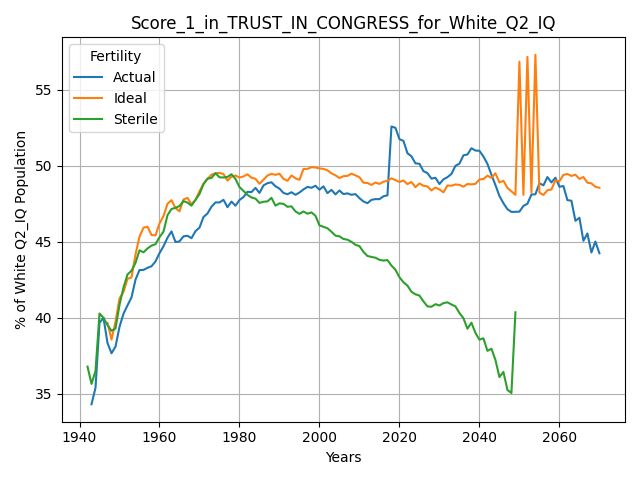 Score_1_in_TRUST_IN_CONGRESS_for_White_Q2_IQ
Fertility
Actual
Ideal
Sterile
% of White Q2_IQ Population
55
50
45
40
35
1940
1960
1980
2000
2020
2040
2060
Years